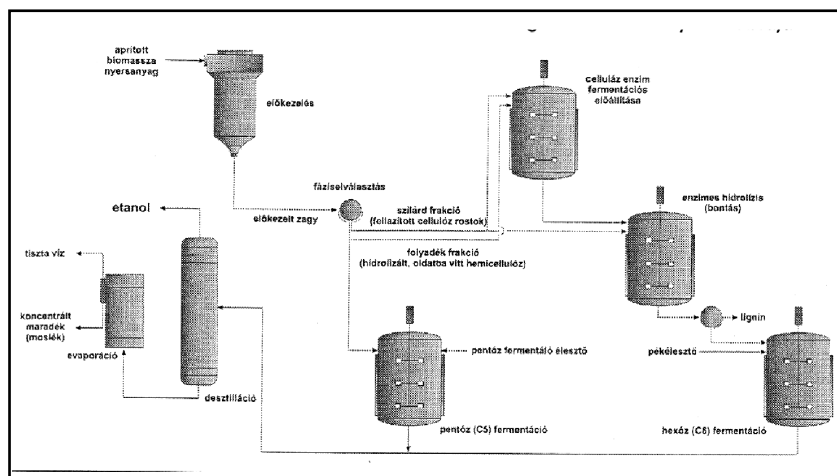 aprított
biomassza
nyersanyag
előkezelés
celluláz enzim
fermentációs
előállítása
fáziselválasztás
etanol
előkezelt zagy
szilárd frakció
(fellazított cellulóz rostok)
enzimes hidrolízis
(bontás)
folyadék frakció
(hidrolizált, oldatba vitt hemicellulóz)
tiszta víz
koncentrált
maradék
(moslék)
evaporáció
desztilláció
lignin
pékélesztő
pentóz fermentáló élesztő
pentóz (C5) fermentáció
hexóz (C6) fermentáció